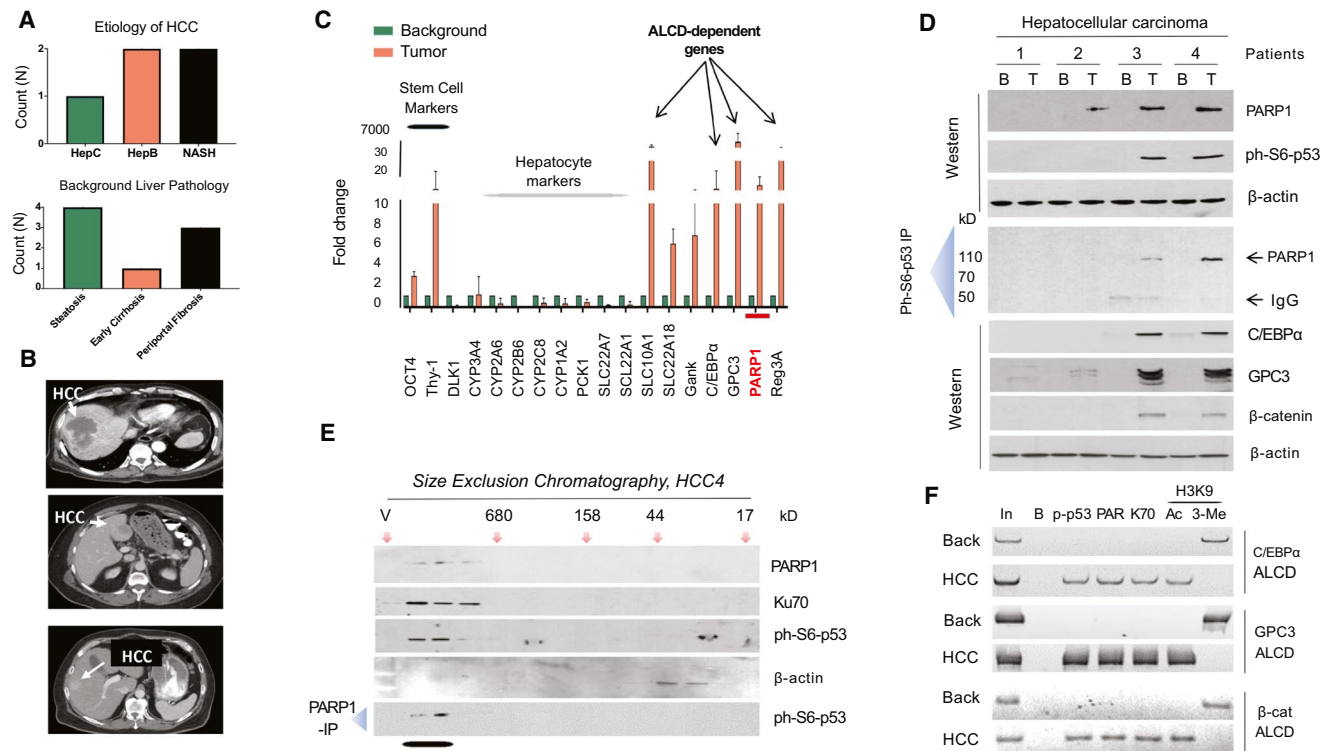 A
Etiology of HCC
Count (N)
2
1
0
HepC HepB NASH
Background Liver Pathology
Count (N)
4
3
2
1
0
Steatosis
Early Cirrhosis
Periportal Fibrosis
B
HCC
HCC
HCC
C
Background
Tumor
ALCD-dependent
genes
Stem Cell
Markers
Hepatocyte
markers
Fold change
7000
30
20
10
8
6
4
2
0
OCT4
Thy-1
DLK1
CYP3A4
CYP2A6
CYP2B6
CYP2C8
CYP1A2
PCK1
SLC22A7
SCL22A1
SLC10A1
SLC22A18
Gank
C/EBPα
GPC3
PARP1
Reg3A
D
Hepatocellular carcinoma
1 2 3 4 Patients
B T B T B T B T
Western
PARP1
ph-S6-p53
β-actin
kD
Ph-S6-p53 IP
110
70
50
PARP1
IgG
Western
C/EBPα
GPC3
β-catenin
β-actin
E
Size Exclusion Chromatography, HCC4
V 680 158 44 17 kD
PARP1
Ku70
ph-S6-p53
β-actin
PARP1
-IP
ph-S6-p53
F
H3K9
In B p-p53 PAR K70 Ac 3-Me
Back
HCC
C/EBPα
ALCD
Back
HCC
GPC3
ALCD
Back
HCC
β-cat
ALCD